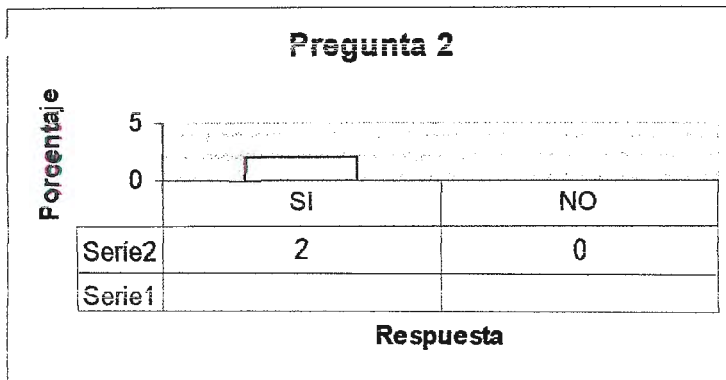 Pregunta 2
Porcentaje
5
0
SI NO
Serie2 2 0
Serie1
Respuesta